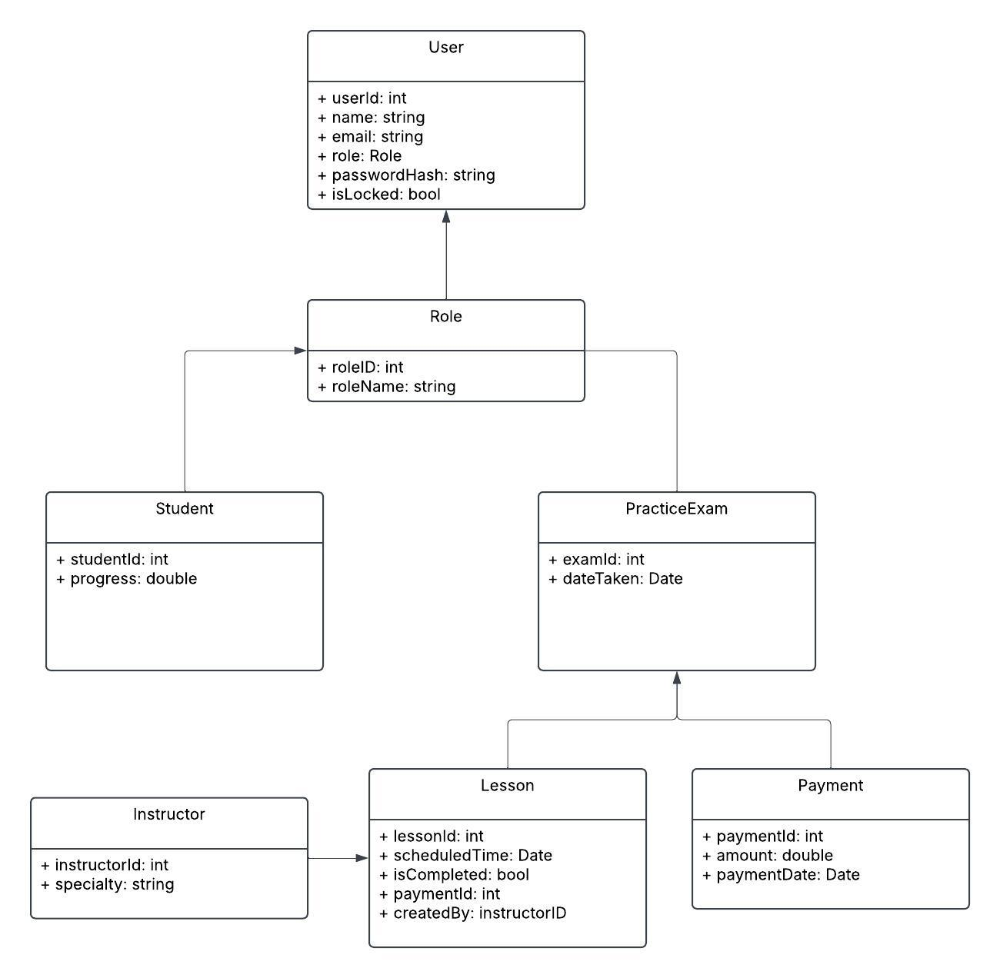 User
+ userId: int
+ name: string
+ email: string
+ role: Role
+ passwordHash: string
+ isLocked: bool
Role
+ roleID: int
+ roleName: string
Student
+ studentId: int
+ progress: double
PracticeExam
+ examId: int
+ dateTaken: Date
Instructor
+ instructorId: int
+ specialty: string
Lesson
+ lessonId: int
+ scheduledTime: Date
+ isCompleted: bool
+ paymentId: int
+ createdBy: instructorID
Payment
+ paymentId: int
+ amount: double
+ paymentDate: Date